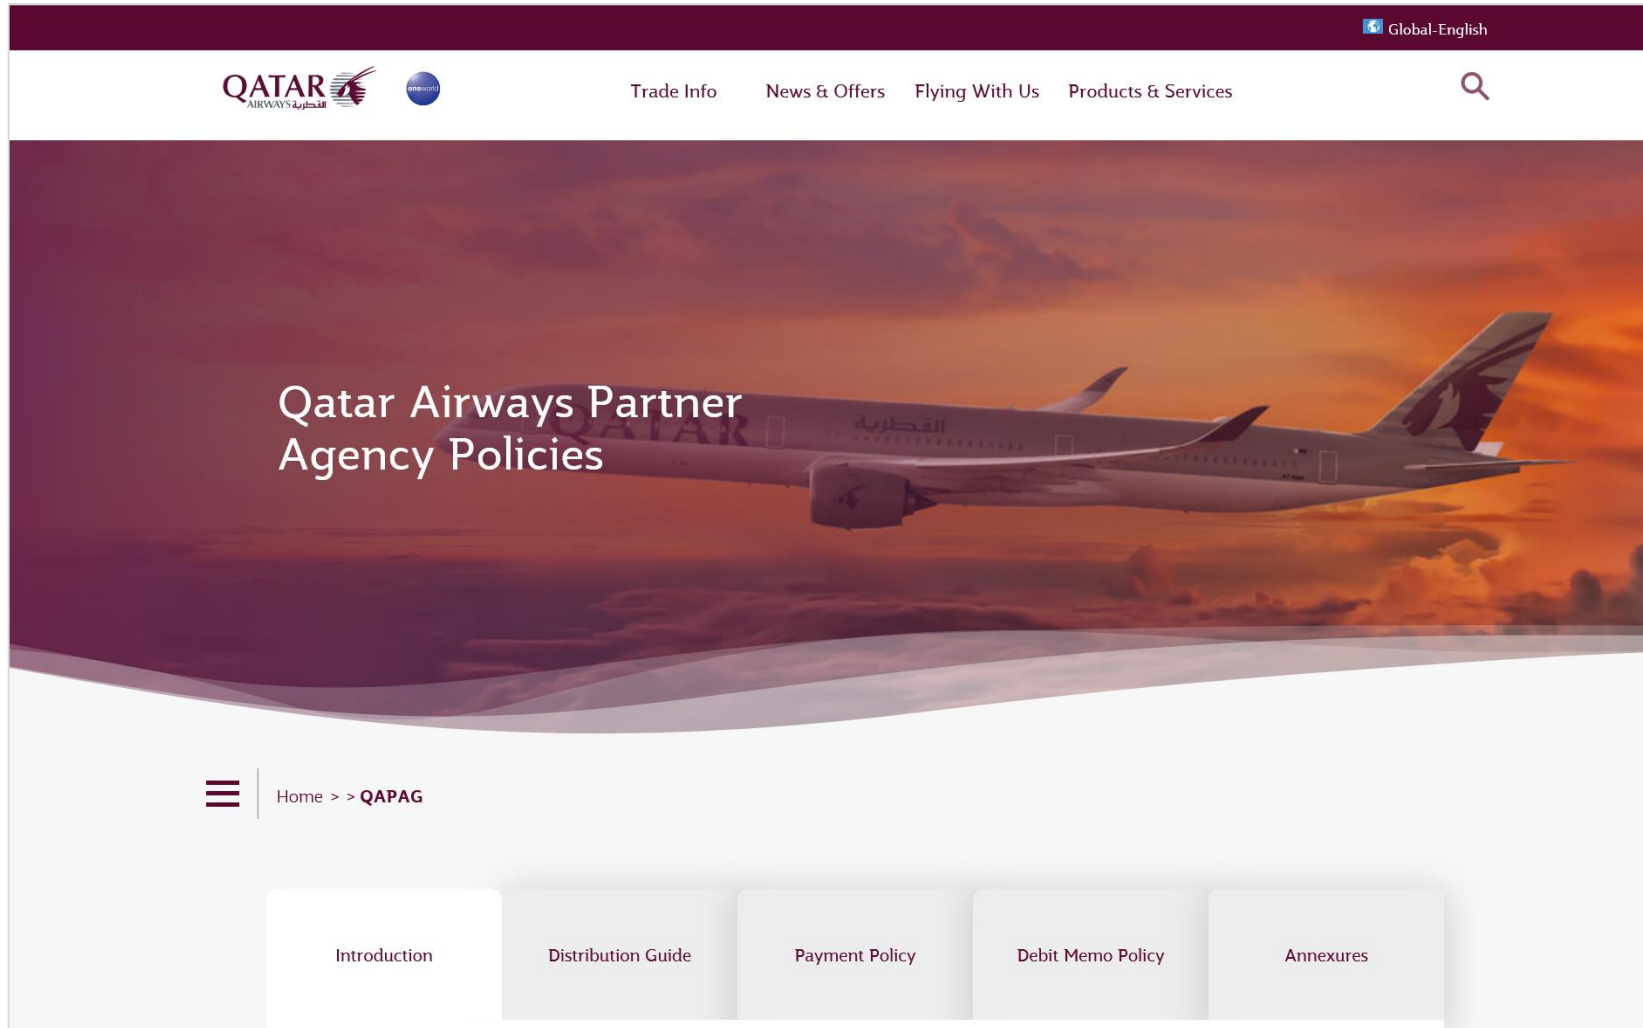 Global-English
QATAR
AIRWAYS القطرية
oneworld
Trade Info
News & Offers
Flying With Us
Products & Services
Qatar Airways Partner
Agency Policies
QATAR
القطرية
Home > > QAPAG
Introduction
Distribution Guide
Payment Policy
Debit Memo Policy
Annexures